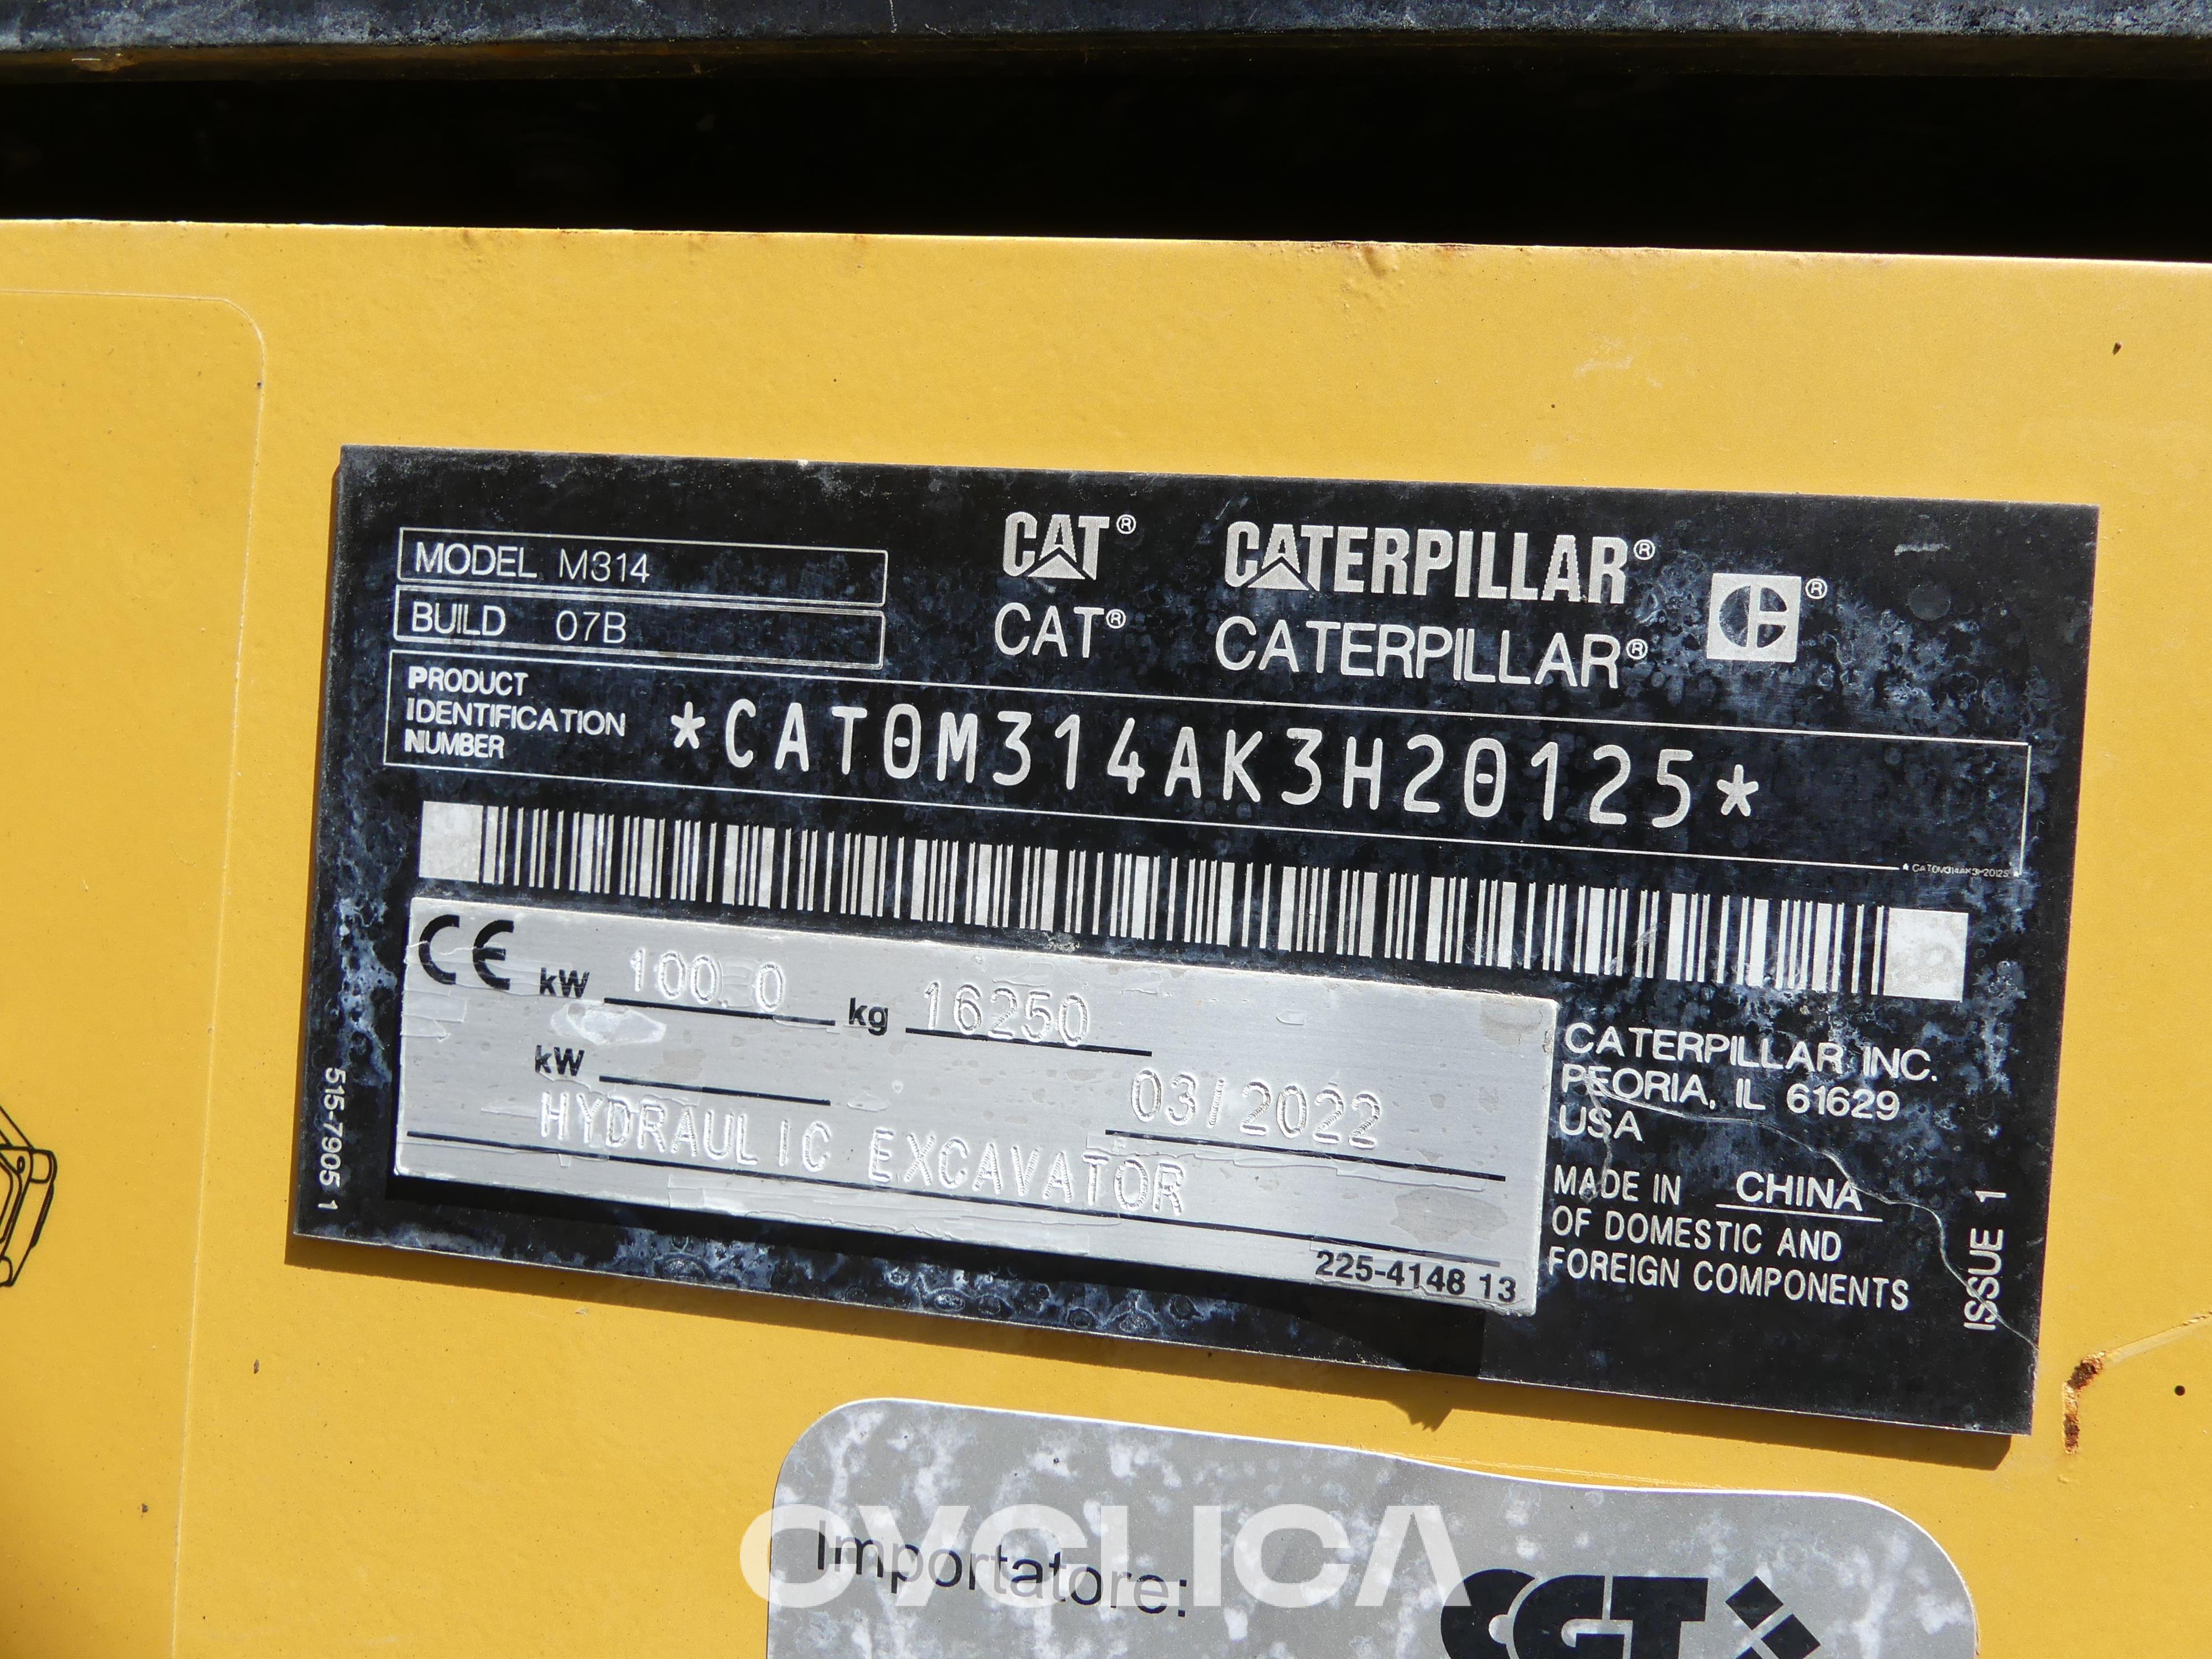 CAT® CATERPILLAR® ®
CAT® CATERPILLAR®
MODEL M314
BUILD 07B
PRODUCT
IDENTIFICATION
NUMBER
*CAT0M314AK3H20125*
* CAT0M314AK3H20125 *
CE kW 100.0 kg 16250
kW
03/2022
HYDRAULIC EXCAVATOR
225-4148 13
515-7905 1
CATERPILLAR INC.
PEORIA, IL 61629
USA
MADE IN CHINA
OF DOMESTIC AND
FOREIGN COMPONENTS
ISSUE 1
Importatore:
CGT
CYCLICA